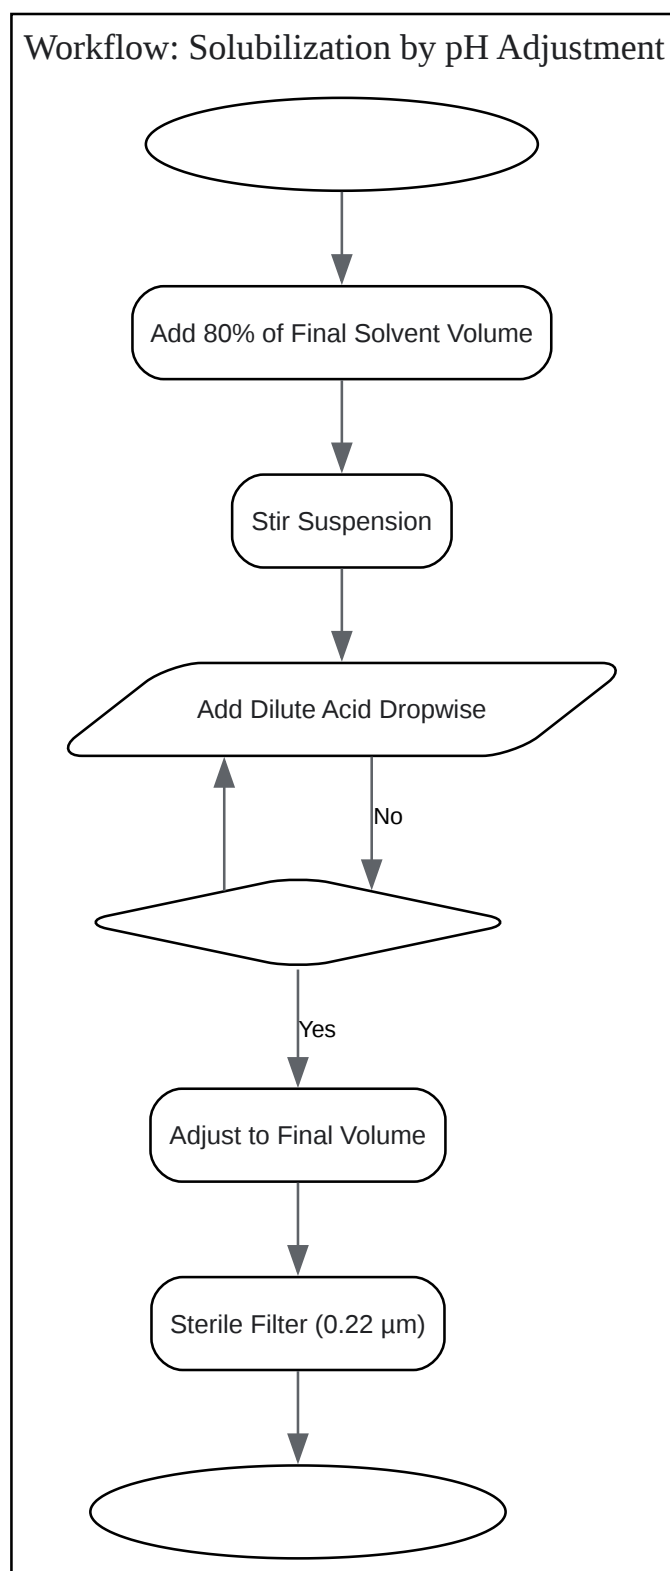 Workflow: Solubilization by pH Adjustment
Add 80% of Final Solvent Volume
Stir Suspension
Add Dilute Acid Dropwise
No
Yes
Adjust to Final Volume
Sterile Filter (0.22 µm)